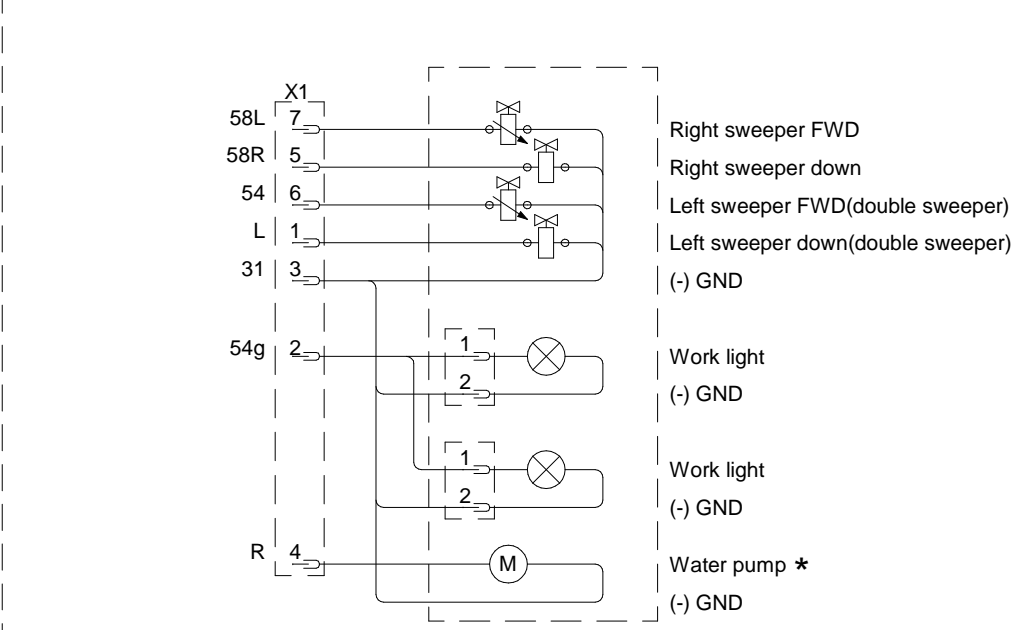 X1
58L 7 Right sweeper FWD
58R 5 Right sweeper down
54 6 Left sweeper FWD(double sweeper)
L 1 Left sweeper down(double sweeper)
31 3 (-) GND
54g 2 1 Work light
2 (-) GND
1 Work light
2 (-) GND
R 4 M Water pump *
(-) GND